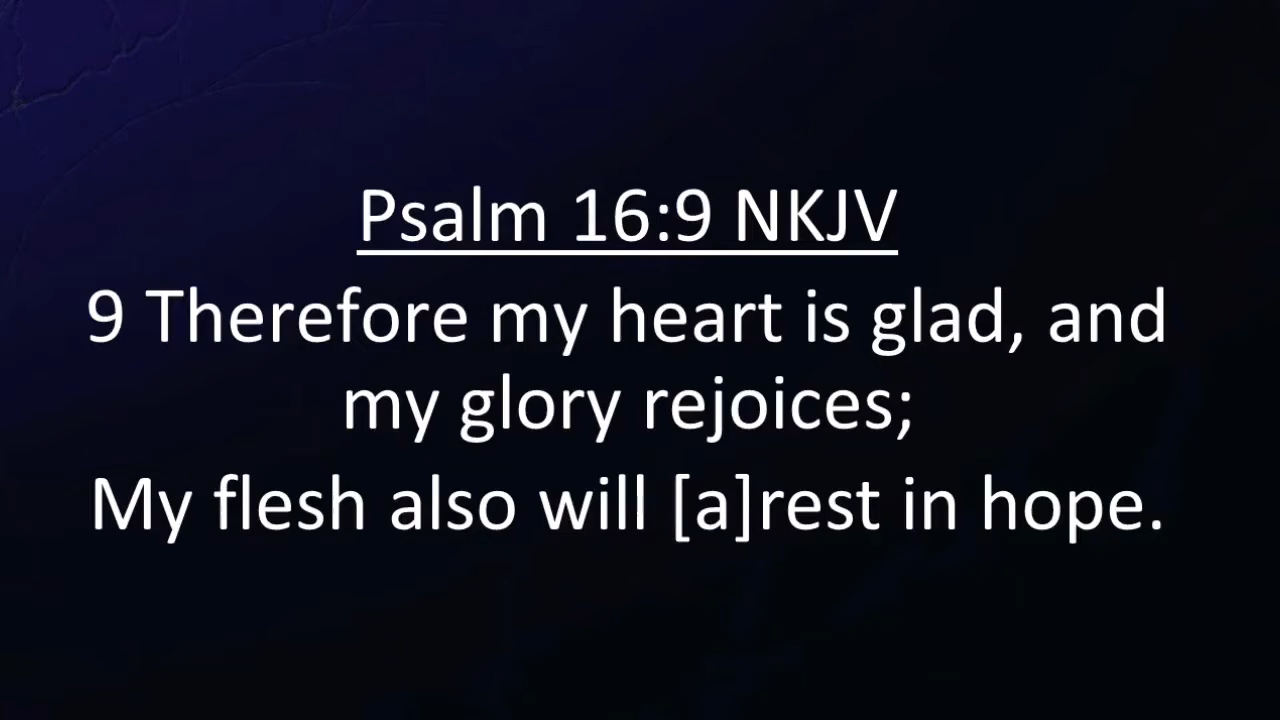 Psalm 16:9 NKJV
9 Therefore my heart is glad, and
my glory rejoices;
My flesh also will [a]rest in hope.